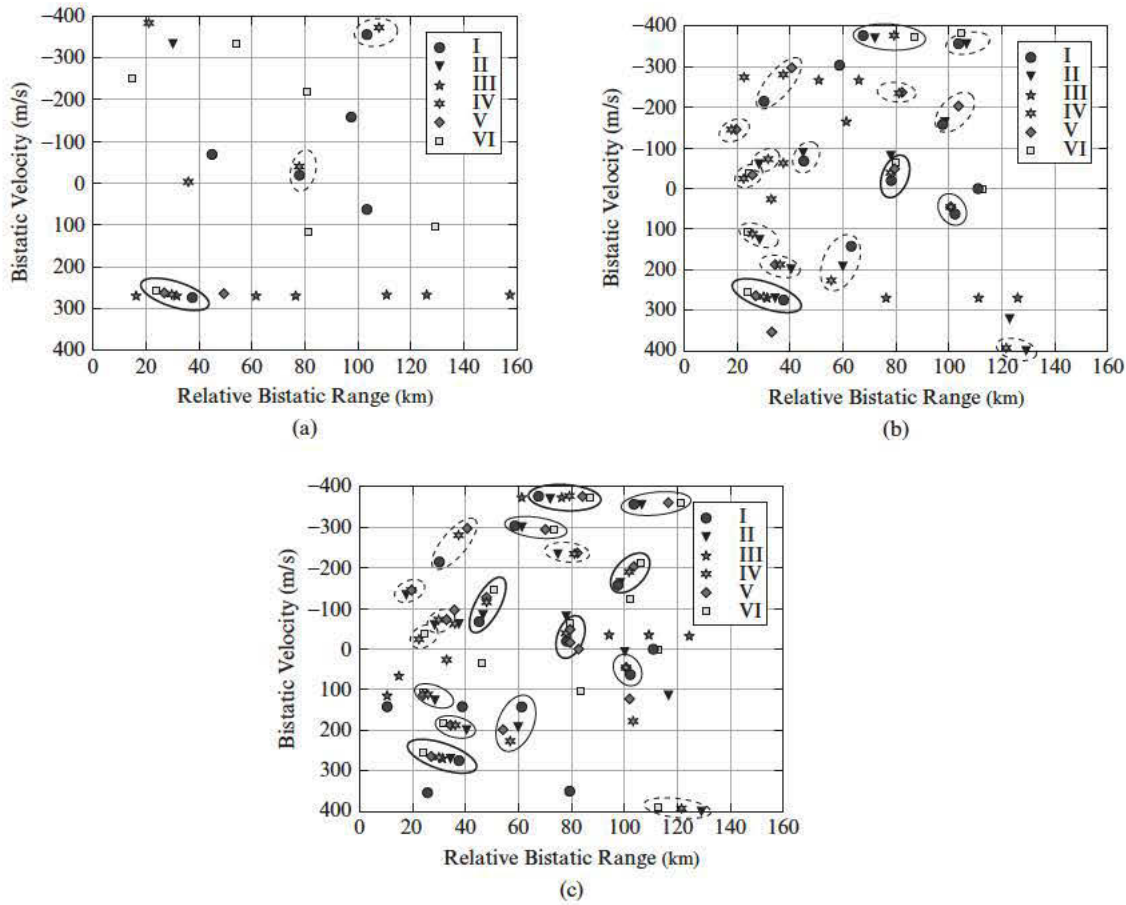 −400
−300
−200
−100
0
100
200
300
400
Bistatic Velocity (m/s)
0 20 40 60 80 100 120 140 160
Relative Bistatic Range (km)
I
II
III
IV
V
VI
(a)
−400
−300
−200
−100
0
100
200
300
400
Bistatic Velocity (m/s)
0 20 40 60 80 100 120 140 160
Relative Bistatic Range (km)
I
II
III
IV
V
VI
(b)
−400
−300
−200
−100
0
100
200
300
400
Bistatic Velocity (m/s)
0 20 40 60 80 100 120 140 160
Relative Bistatic Range (km)
I
II
III
IV
V
VI
(c)